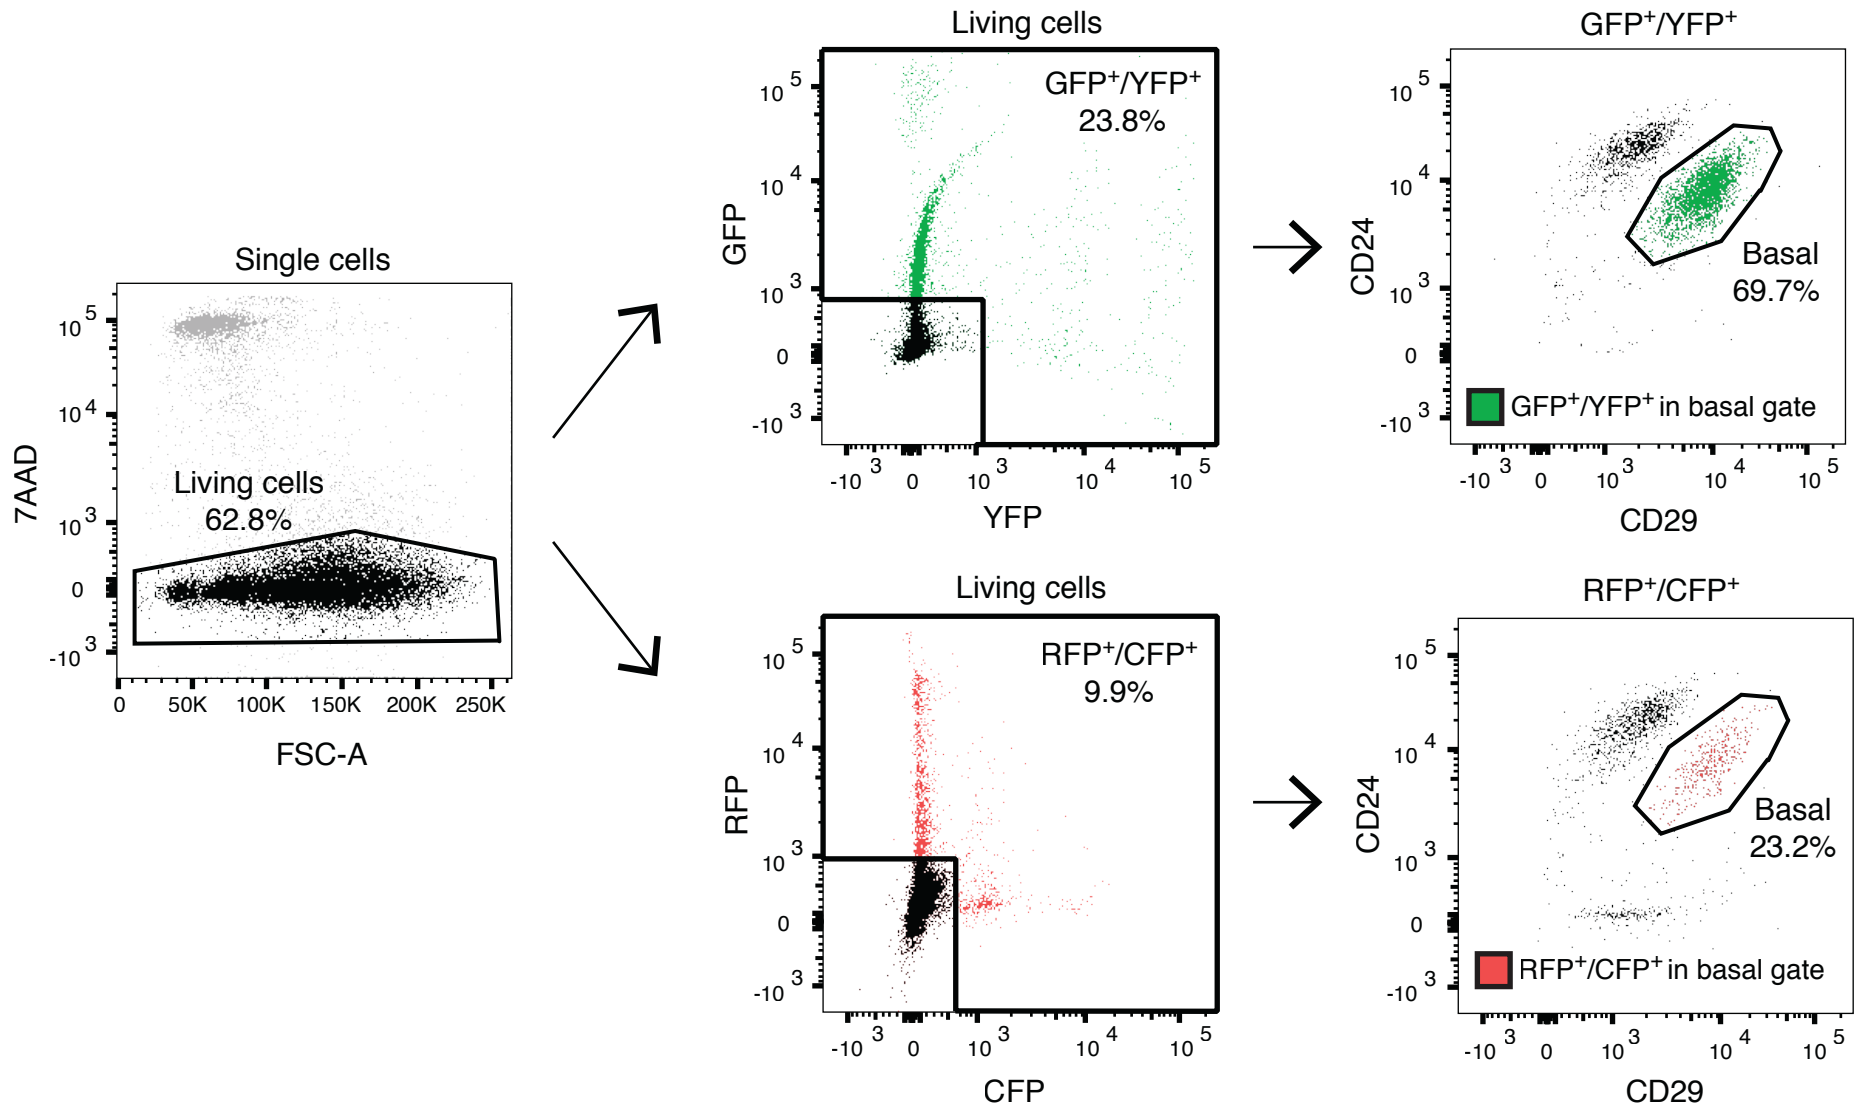 Single cells
10 5
10 4
10 3
0
-10 3
7AAD
Living cells
62.8%
0 50K 100K 150K 200K 250K
FSC-A
Living cells
GFP+/YFP+
23.8%
10 5
10 4
10 3
0
-10 3
GFP
-10 3 0 10 3 10 4 10 5
YFP
GFP+/YFP+
10 5
10 4
10 3
0
-10 3
CD24
Basal
69.7%
GFP+/YFP+ in basal gate
-10 3 0 10 3 10 4 10 5
CD29
Living cells
RFP+/CFP+
9.9%
10 5
10 4
10 3
0
-10 3
RFP
-10 3 0 10 3 10 4 10 5
CFP
RFP+/CFP+
10 5
10 4
10 3
0
-10 3
CD24
Basal
23.2%
RFP+/CFP+ in basal gate
-10 3 0 10 3 10 4 10 5
CD29